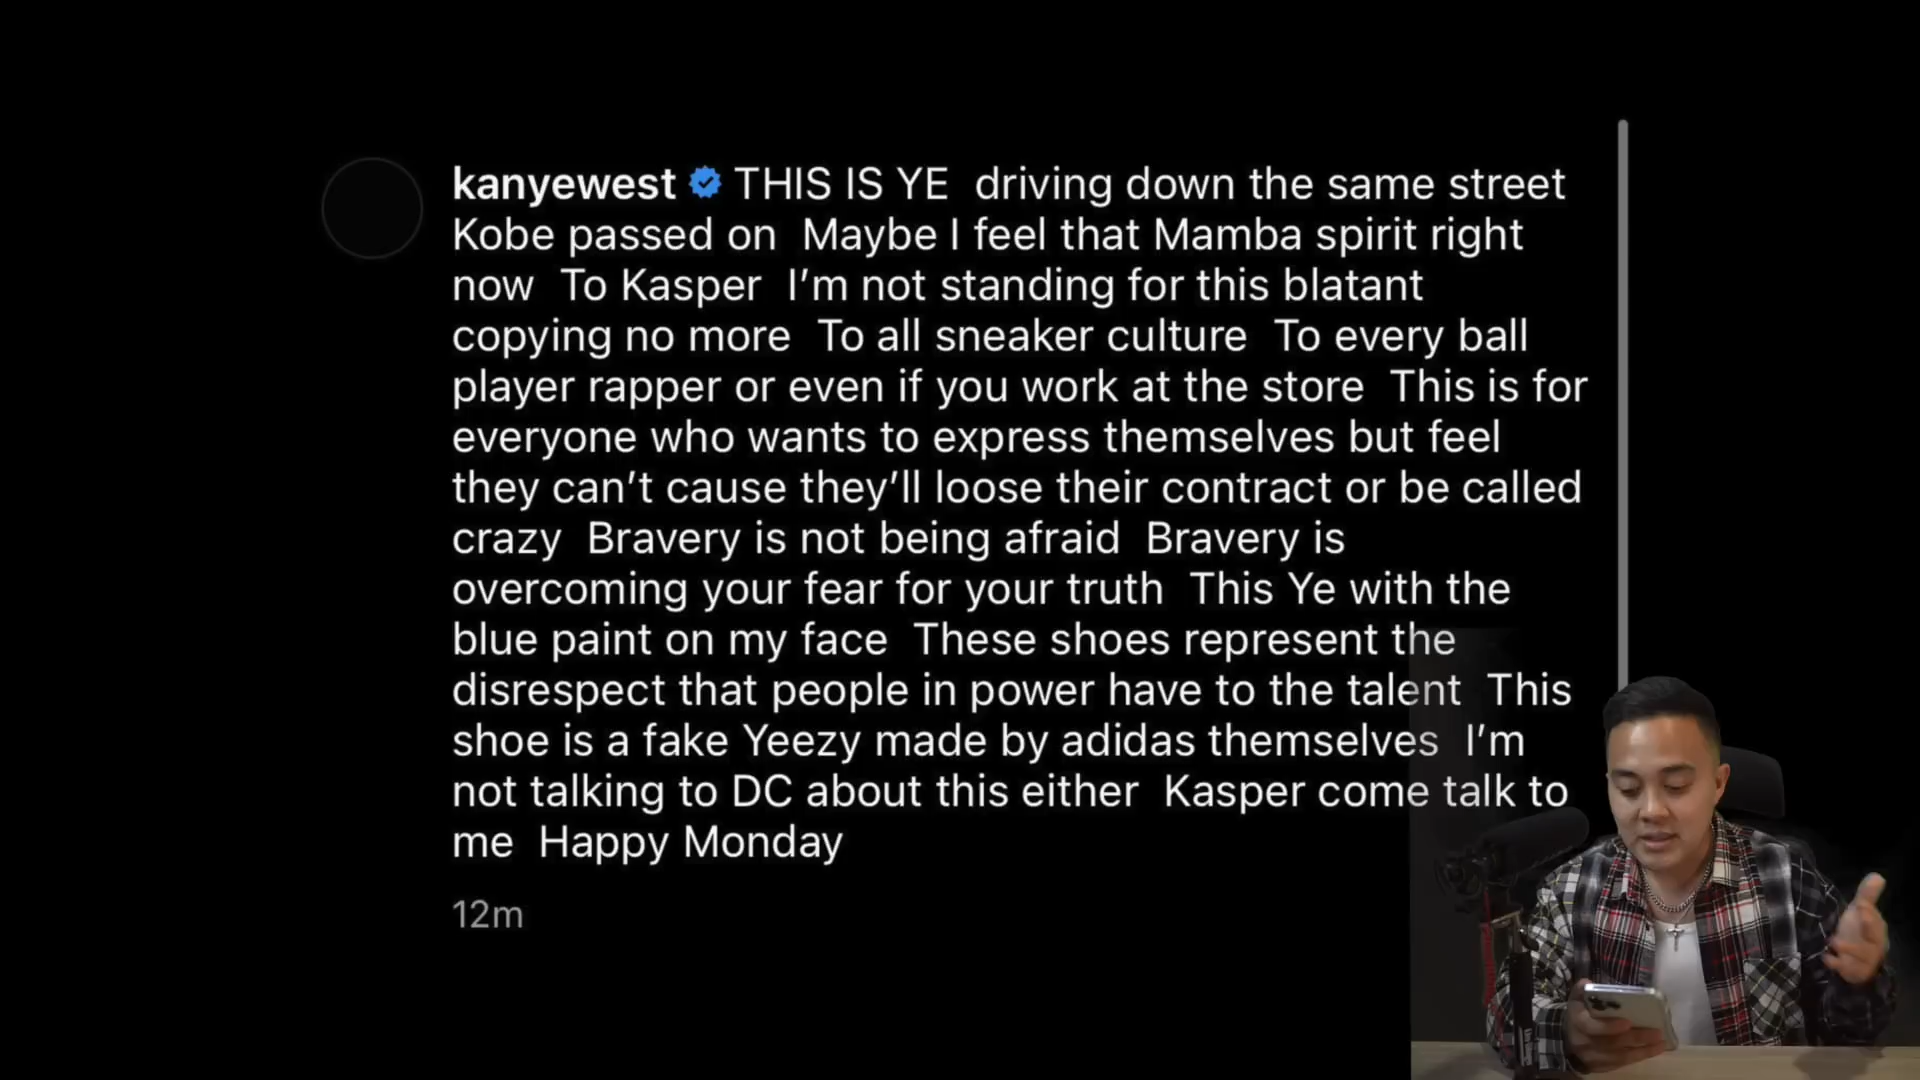 kanyewest THIS IS YE driving down the same street
Kobe passed on Maybe I feel that Mamba spirit right
now To Kasper I’m not standing for this blatant
copying no more To all sneaker culture To every ball
player rapper or even if you work at the store This is for
everyone who wants to express themselves but feel
they can’t cause they’ll loose their contract or be called
crazy Bravery is not being afraid Bravery is
overcoming your fear for your truth This Ye with the
blue paint on my face These shoes represent the
disrespect that people in power have to the talent This
shoe is a fake Yeezy made by adidas themselves I’m
not talking to DC about this either Kasper come talk to
me Happy Monday
12m